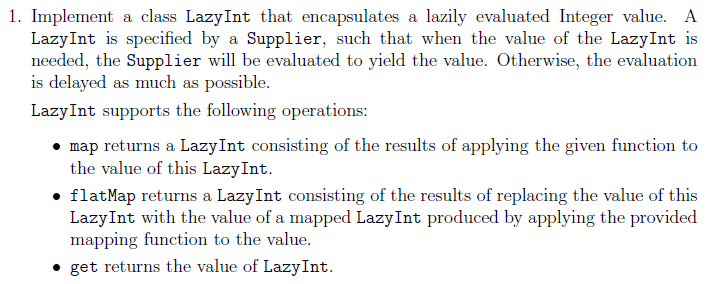 1. Implement a class LazyInt that encapsulates a lazily evaluated Integer value. A
LazyInt is specified by a Supplier, such that when the value of the LazyInt is
needed, the Supplier will be evaluated to yield the value. Otherwise, the evaluation
is delayed as much as possible.
LazyInt supports the following operations:
• map returns a LazyInt consisting of the results of applying the given function to
the value of this LazyInt.
• flatMap returns a LazyInt consisting of the results of replacing the value of this
LazyInt with the value of a mapped LazyInt produced by applying the provided
mapping function to the value.
• get returns the value of LazyInt.